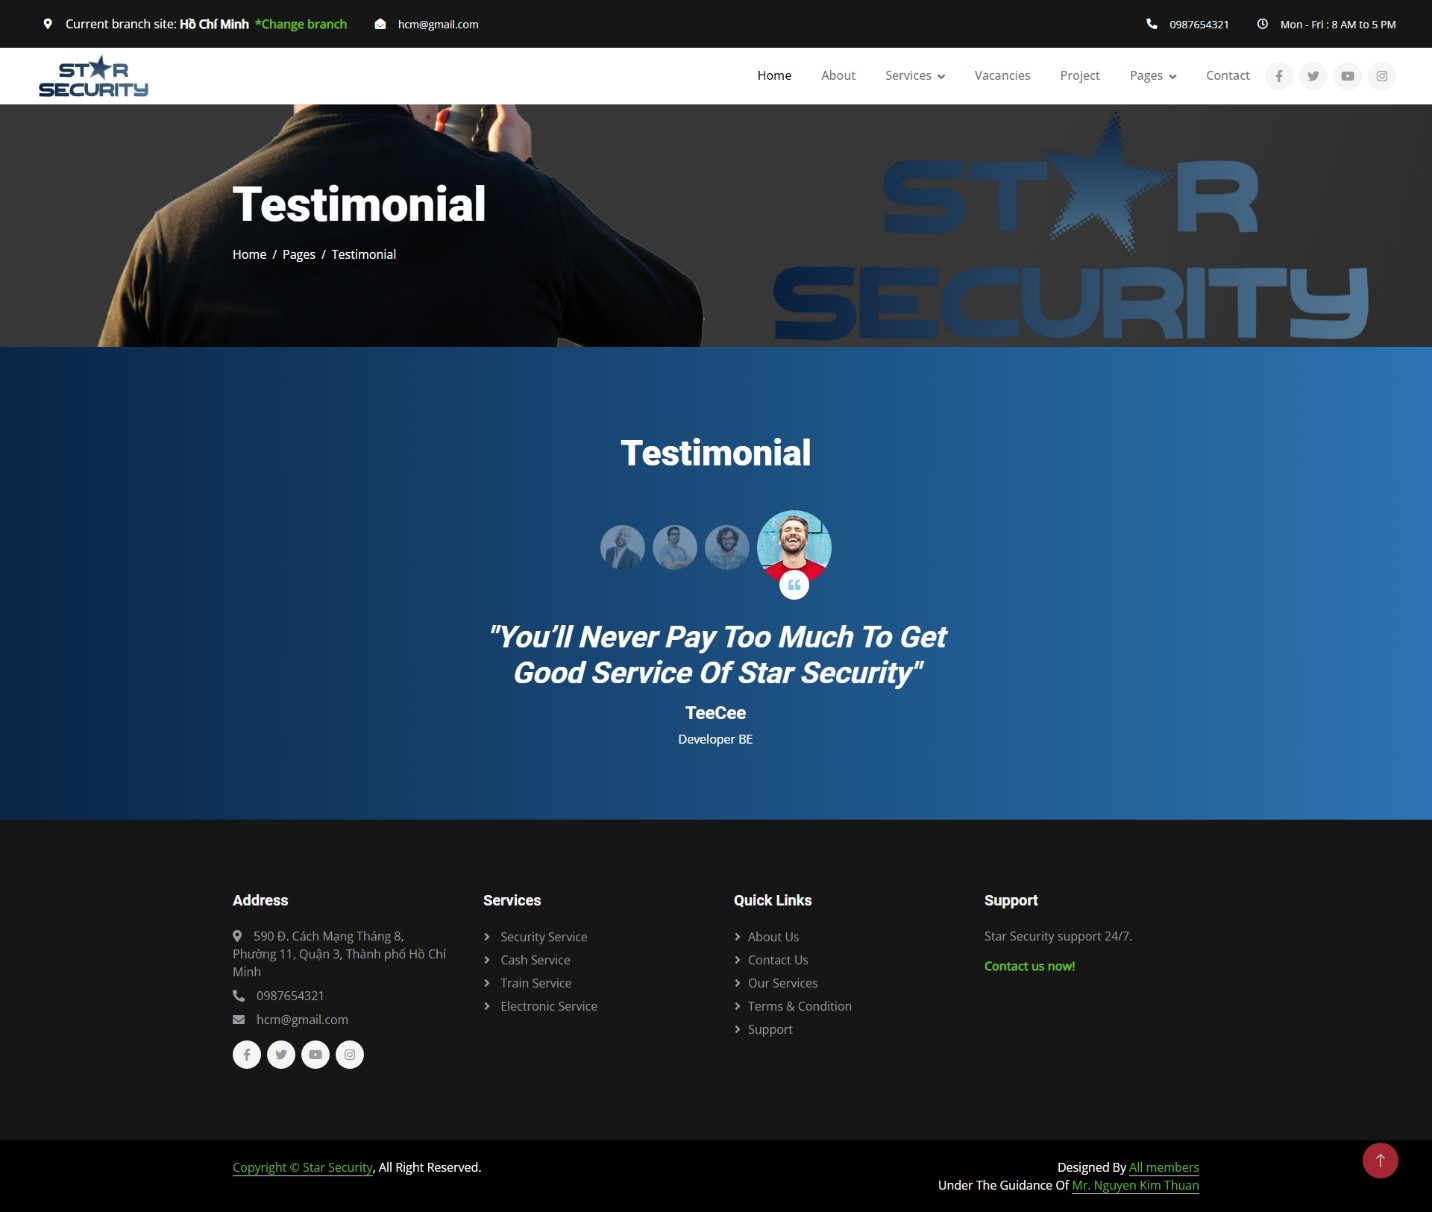 Current branch site: Hồ Chí Minh *Change branch
hcm@gmail.com
0987654321
Mon - Fri : 8 AM to 5 PM
STAR
SECURITY
Home
About
Services
Vacancies
Project
Pages
Contact
Testimonial
Home / Pages / Testimonial
STAR
SECURITY
Testimonial
"You’ll Never Pay Too Much To Get
Good Service Of Star Security"
TeeCee
Developer BE
Address
590 Đ. Cách Mạng Tháng 8,
Phường 11, Quận 3, Thành phố Hồ Chí
Minh
0987654321
hcm@gmail.com
Services
Security Service
Cash Service
Train Service
Electronic Service
Quick Links
About Us
Contact Us
Our Services
Terms & Condition
Support
Support
Star Security support 24/7.
Contact us now!
Copyright © Star Security, All Right Reserved.
Designed By All members
Under The Guidance Of Mr. Nguyen Kim Thuan